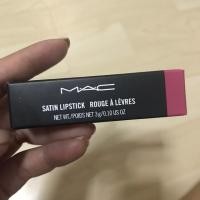 MAC
SATIN LIPSTICK ROUGE À LÈVRES
NET WT./POIDS NET 3g/0.10 US OZ